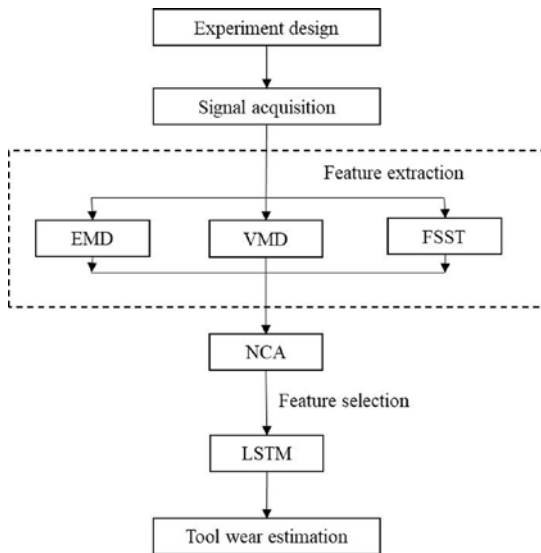 Experiment design
Signal acquisition
Feature extraction
EMD
VMD
FSST
NCA
Feature selection
LSTM
Tool wear estimation